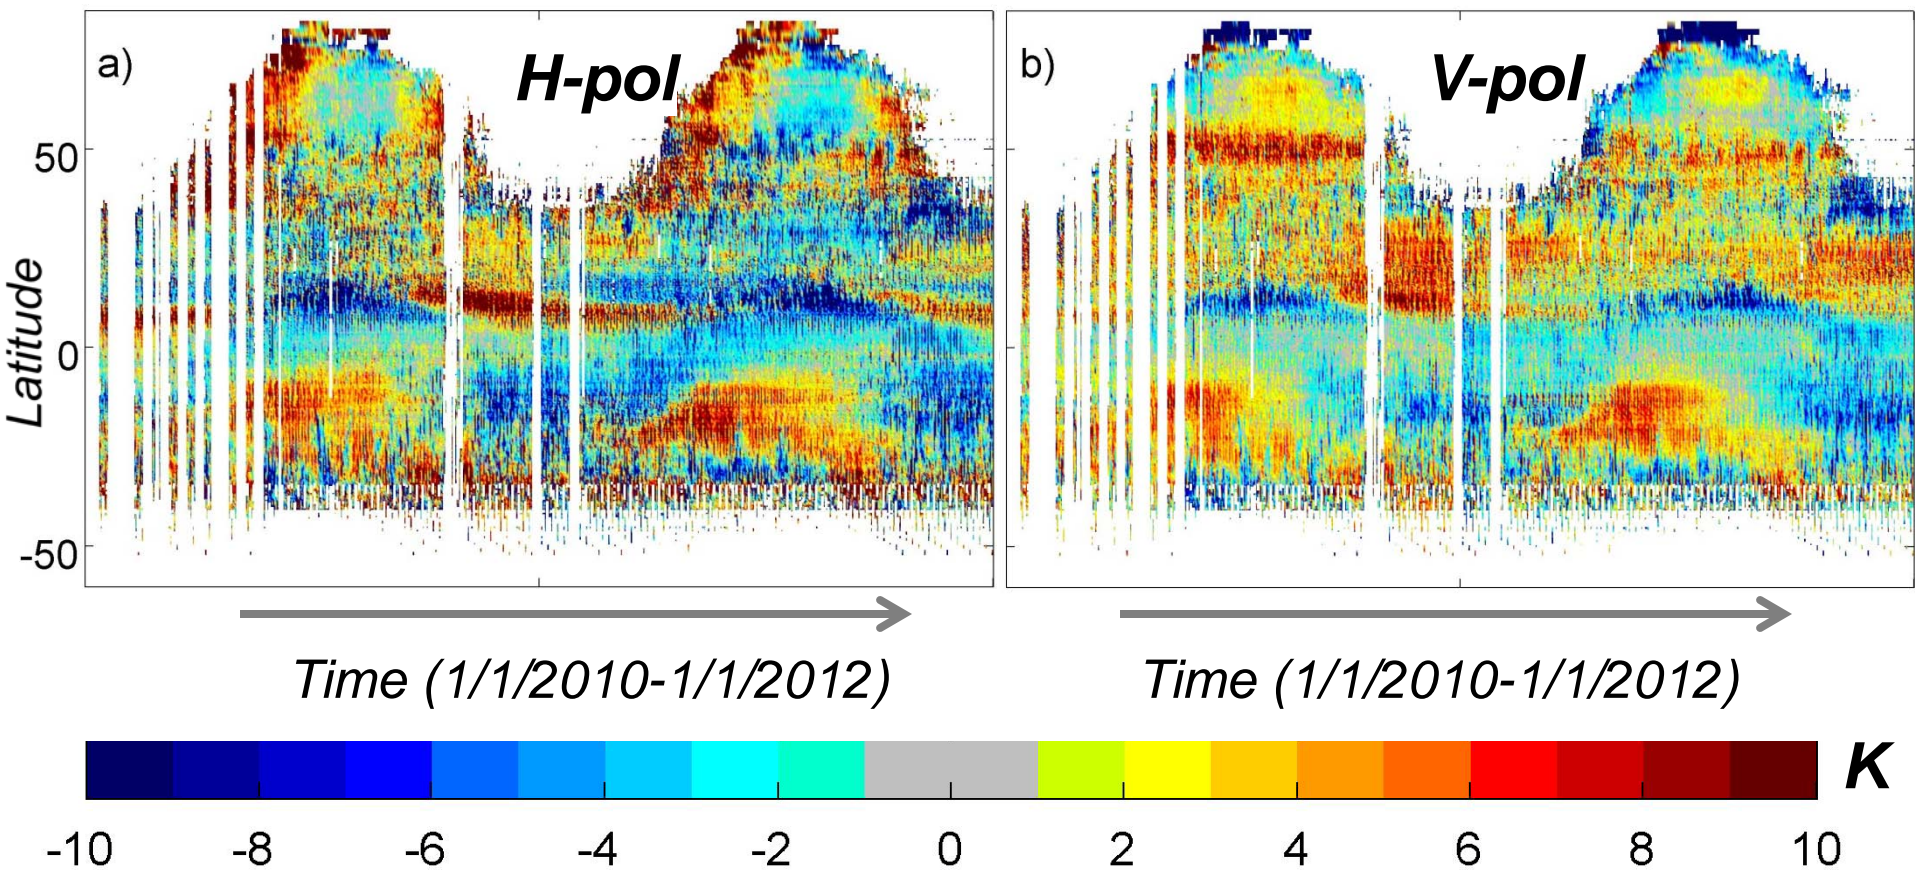 a)
H-pol
b)
V-pol
Latitude
50
0
-50
Time (1/1/2010-1/1/2012)
Time (1/1/2010-1/1/2012)
K
-10 -8 -6 -4 -2 0 2 4 6 8 10